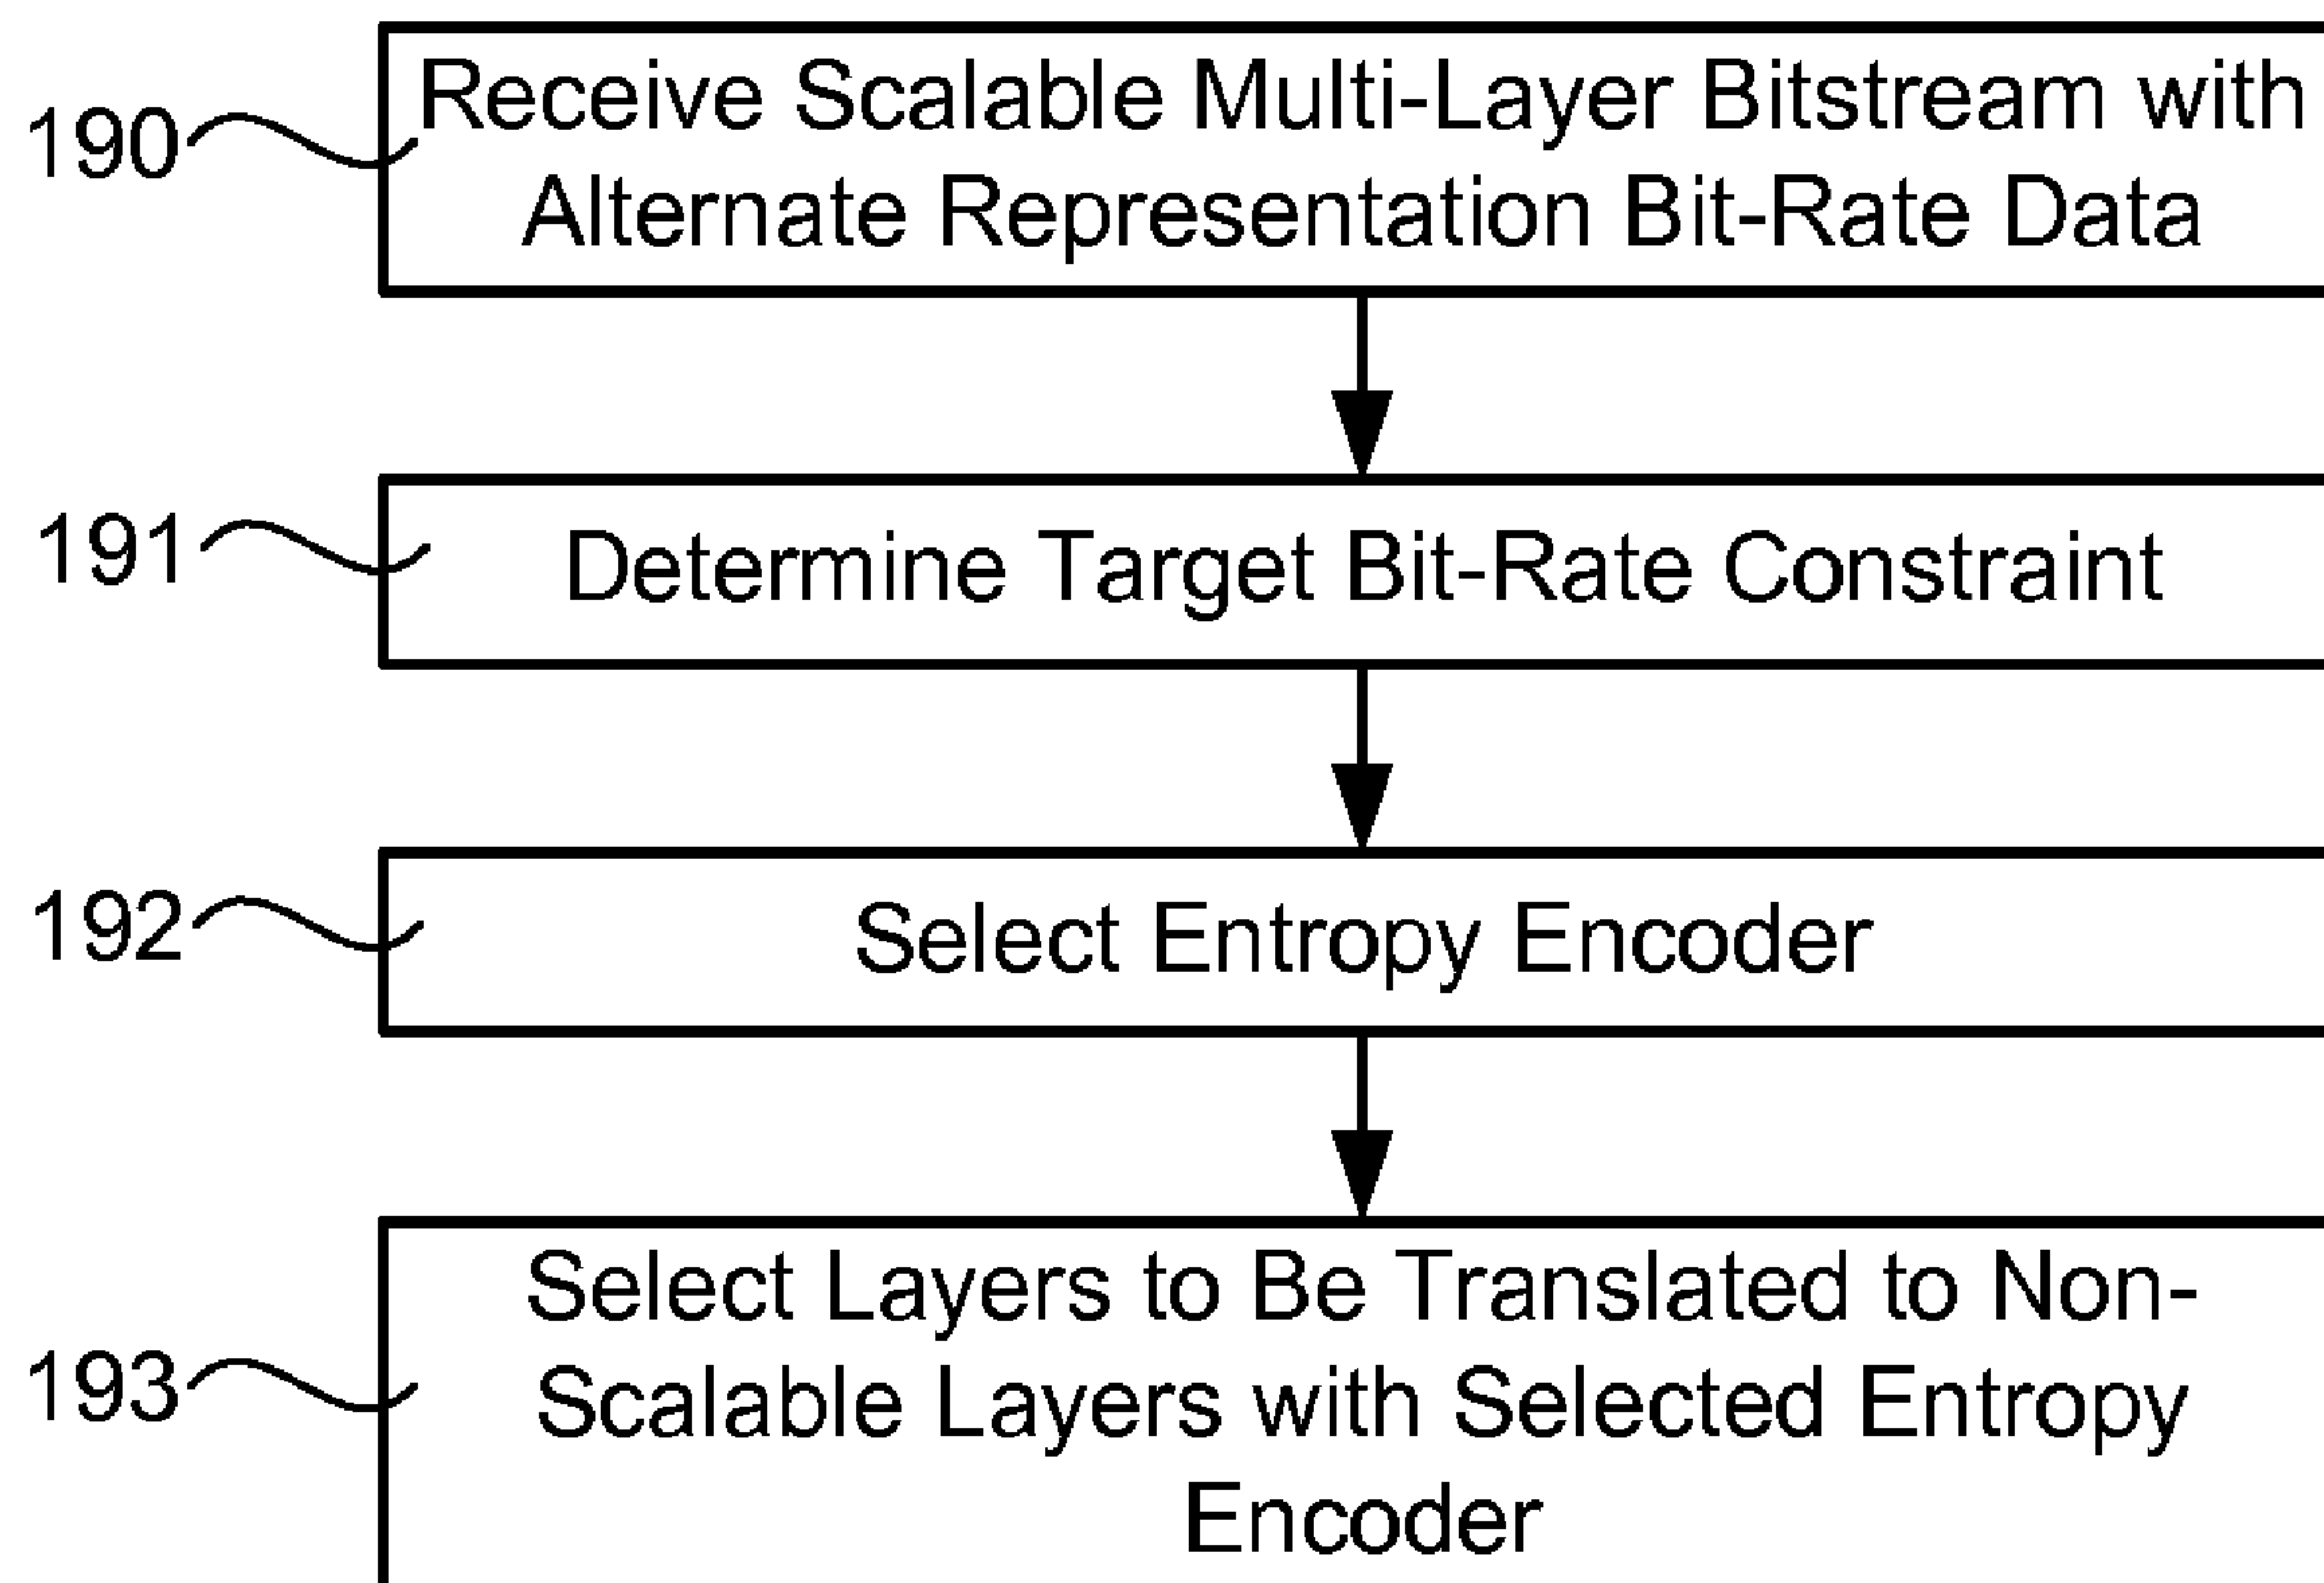 190
Receive Scalable Multi-Layer Bitstream with
Alternate Representation Bit-Rate Data
191
Determine Target Bit-Rate Constraint
192
Select Entropy Encoder
193
Select Layers to Be Translated to Non-
Scalable Layers with Selected Entropy
Encoder